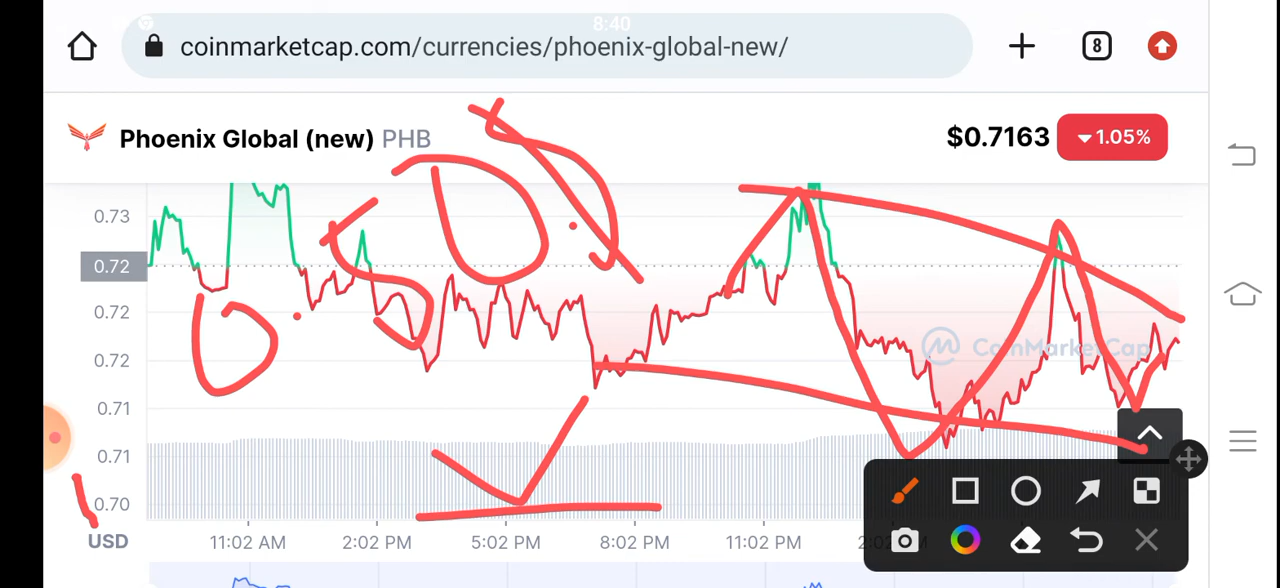 8:40
coinmarketcap.com/currencies/phoenix-global-new/
8
Phoenix Global (new) PHB
$0.7163
1.05%
0.73
0.72
0.72
0.72
0.71
0.71
0.70
CoinMarketCap
USD
11:02 AM
2:02 PM
5:02 PM
8:02 PM
11:02 PM